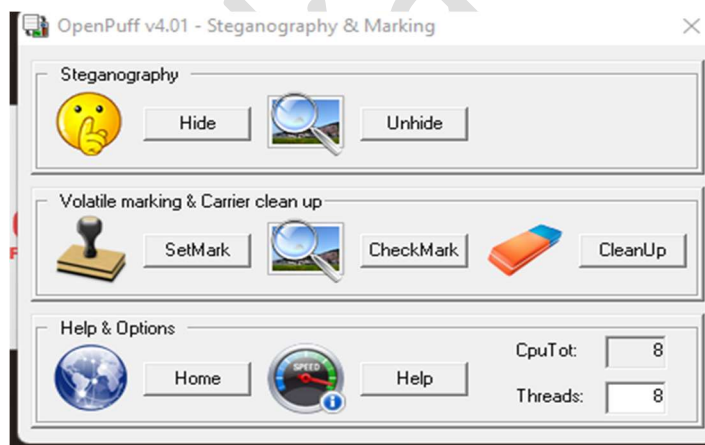 OpenPuff v4.01 - Steganography & Marking
Steganography
Hide
Unhide
Volatile marking & Carrier clean up
SetMark
CheckMark
CleanUp
Help & Options
Home
SPEED
Help
CpuTot: 8
Threads: 8